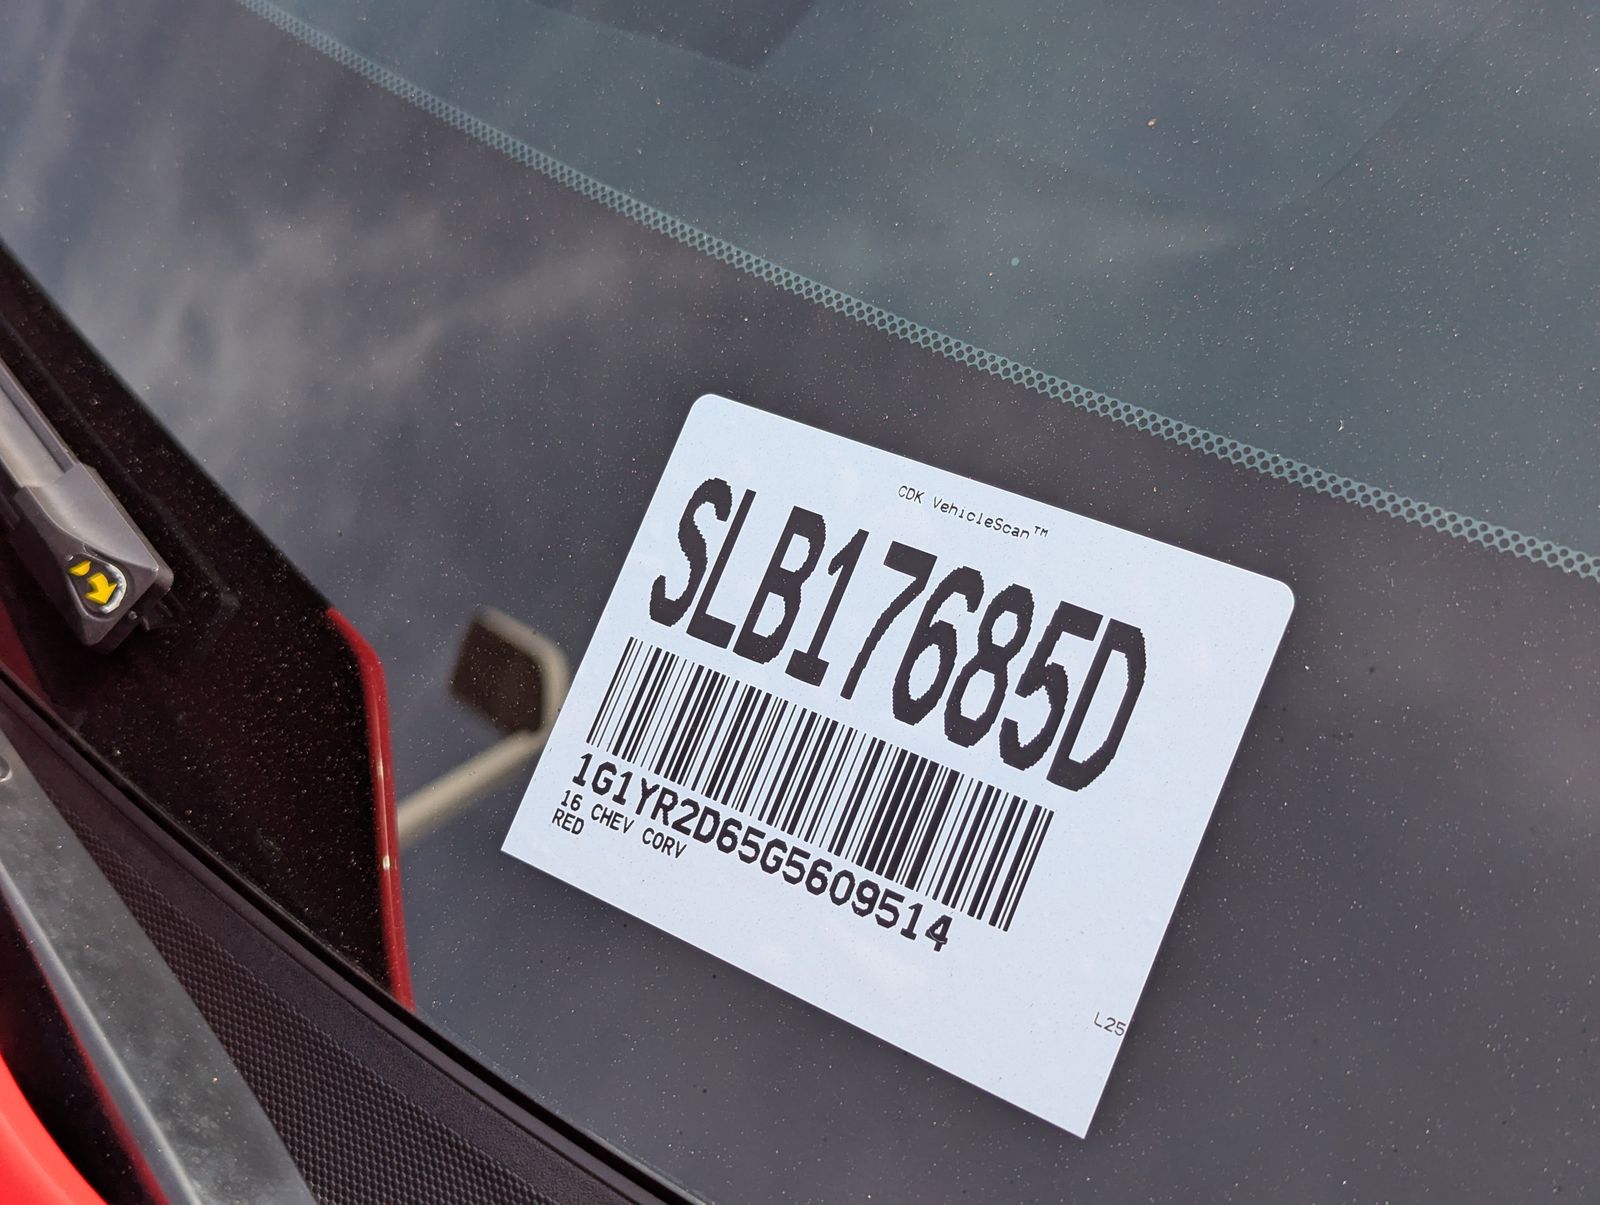 CDK VehicleScan™
SLB17685D
1G1YR2D65G5609514
16 CHEV CORV
RED
L25